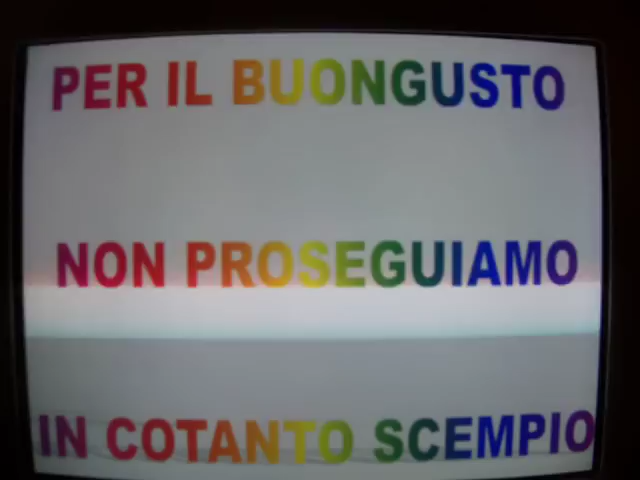 PER IL BUONGUSTO
NON PROSEGUIAMO
IN COTANTO SCEMPIO